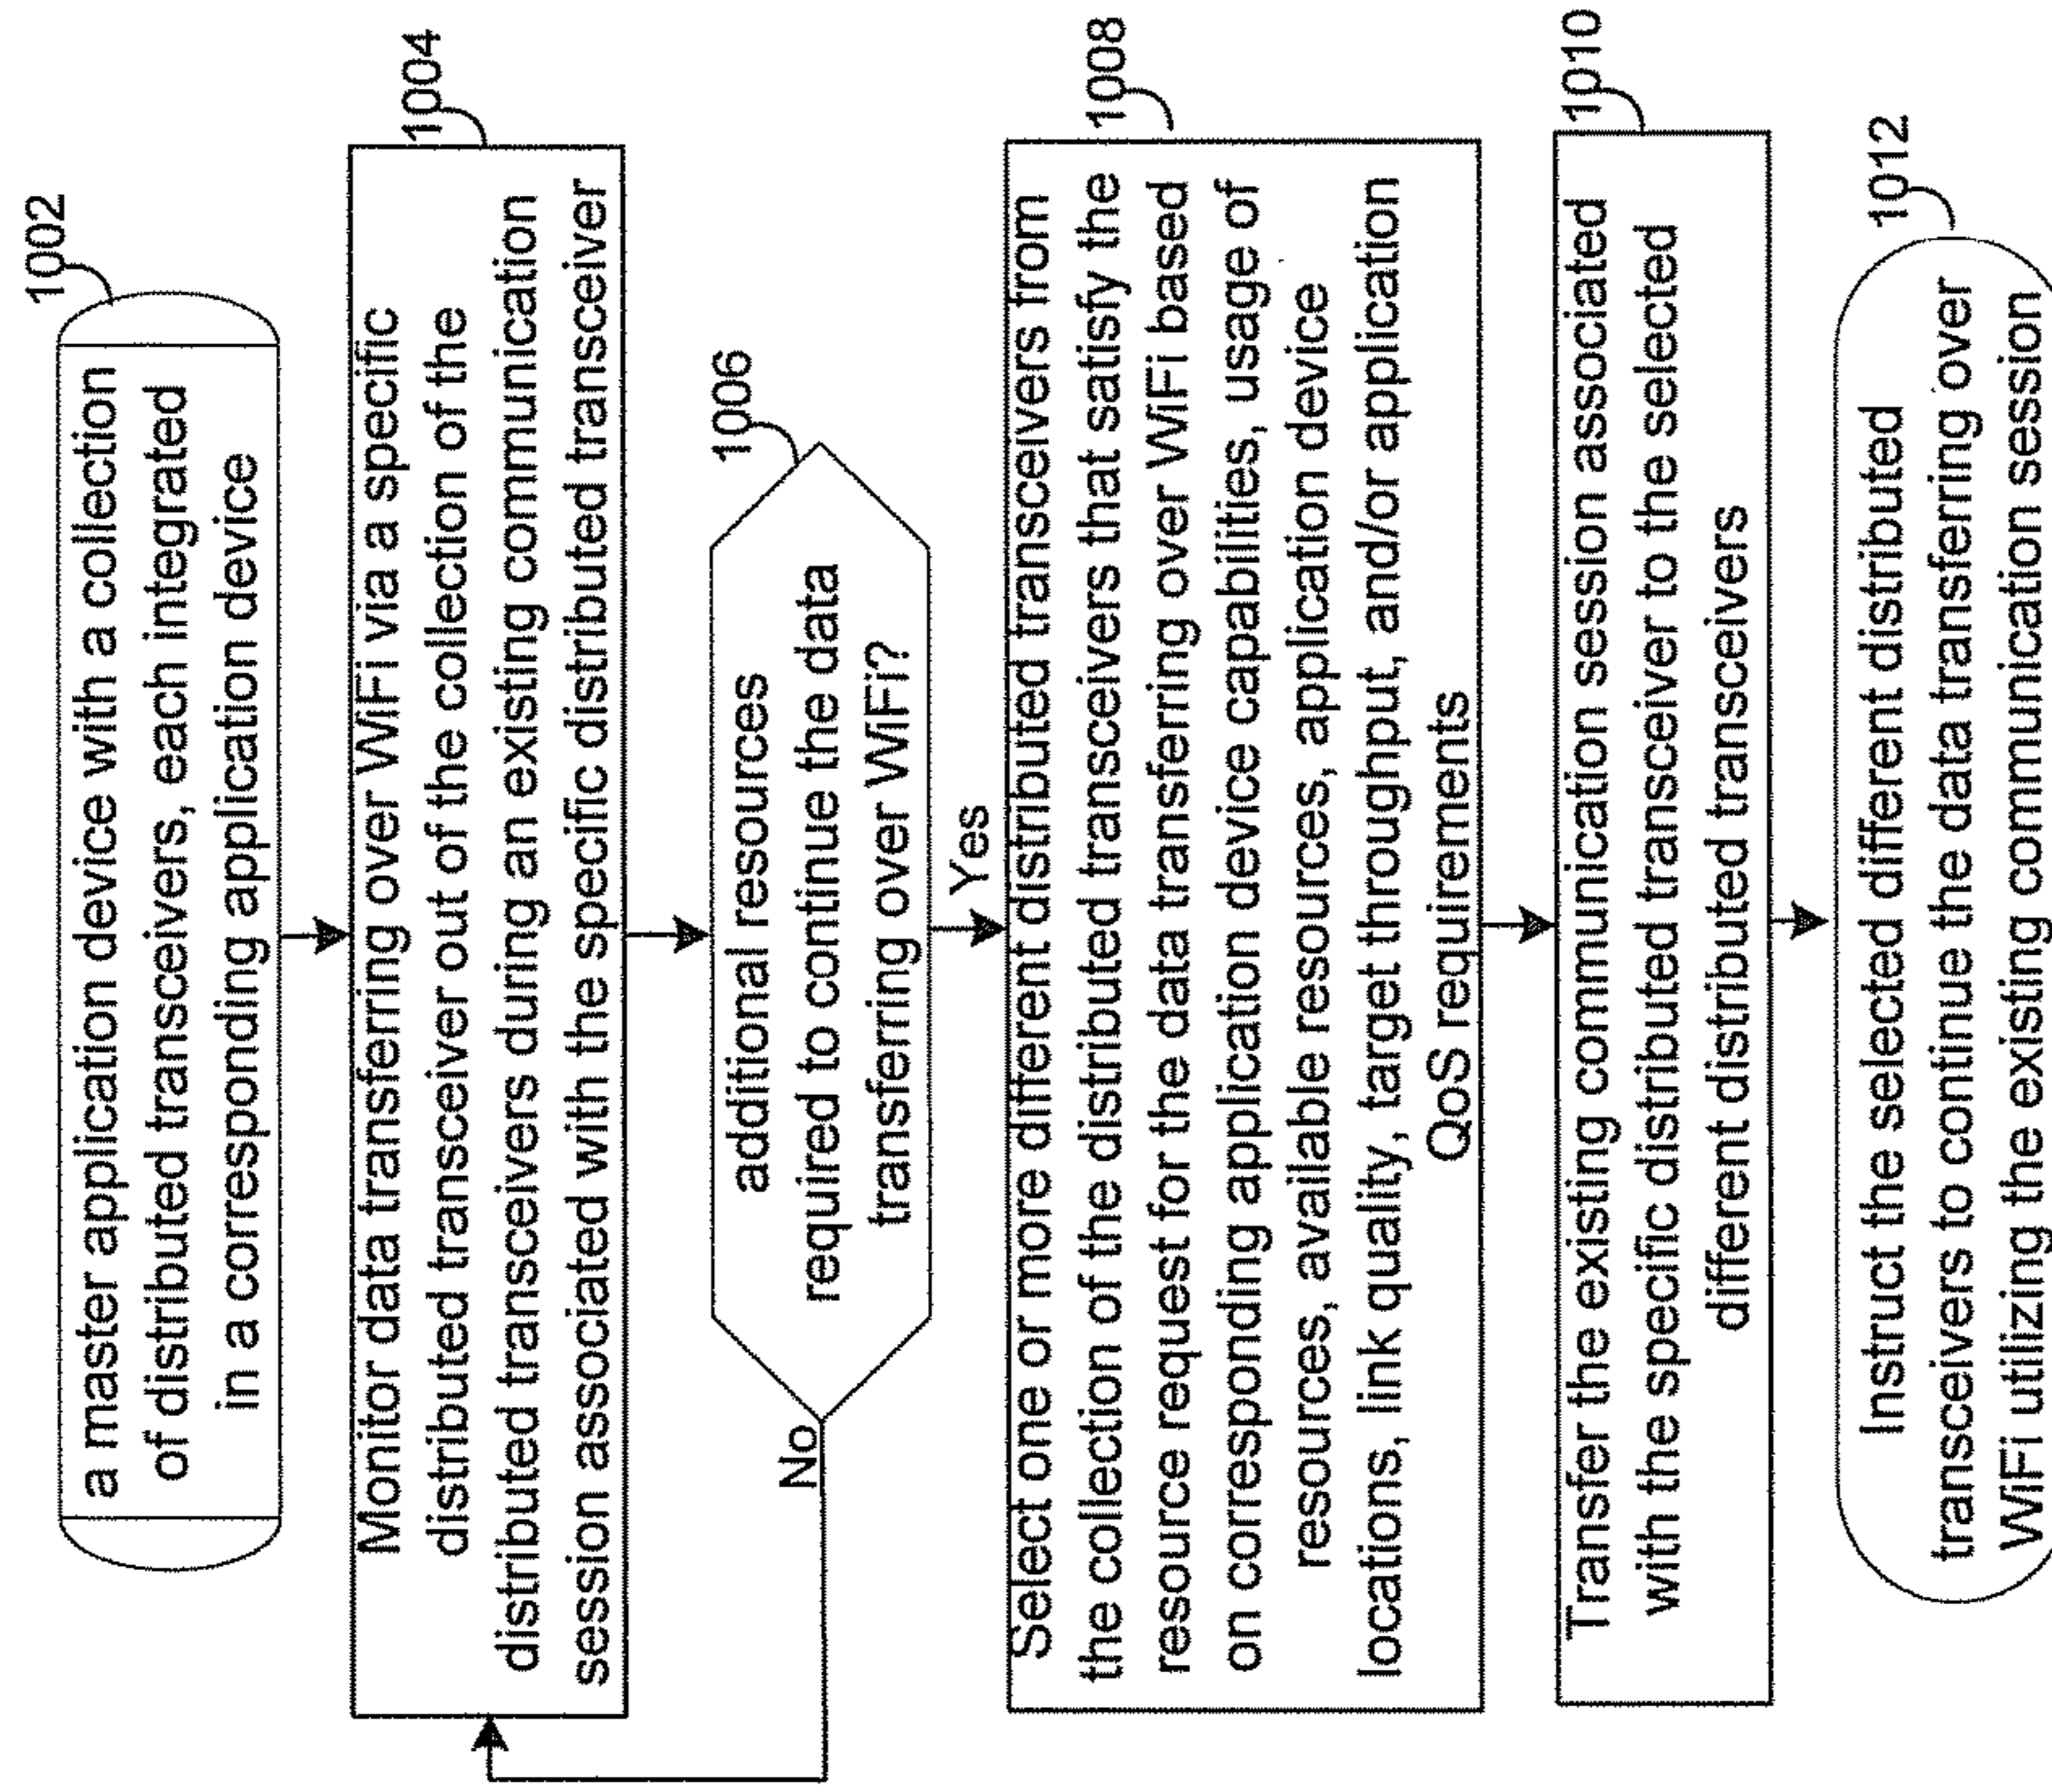 1002
a master application device with a collection
of distributed transceivers, each integrated
in a corresponding application device
1004
Monitor data transferring over WiFi via a specific
distributed transceiver out of the collection of the
distributed transceivers during an existing communication
session associated with the specific distributed transceiver
1006
additional resources
required to continue the data
transferring over WiFi?
No
Yes
1008
Select one or more different distributed transceivers from
the collection of the distributed transceivers that satisfy the
resource request for the data transferring over WiFi based
on corresponding application device capabilities, usage of
resources, available resources, application device
locations, link quality, target throughput, and/or application
QoS requirements
1010
Transfer the existing communication session associated
with the specific distributed transceiver to the selected
different distributed transceivers
1012
Instruct the selected different distributed
transceivers to continue the data transferring over
WiFi utilizing the existing communication session